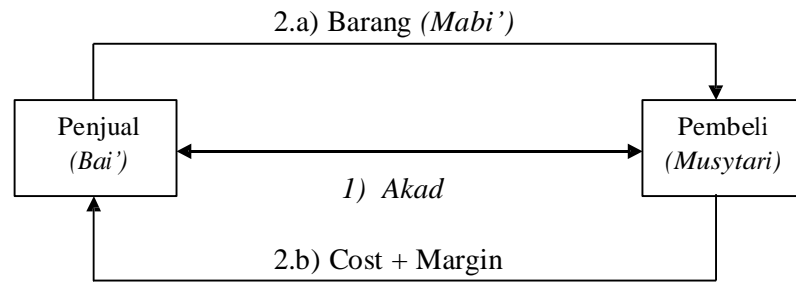 2.a) Barang (Mabi’)
Penjual
(Bai’)
Pembeli
(Musytari)
1) Akad
2.b) Cost + Margin